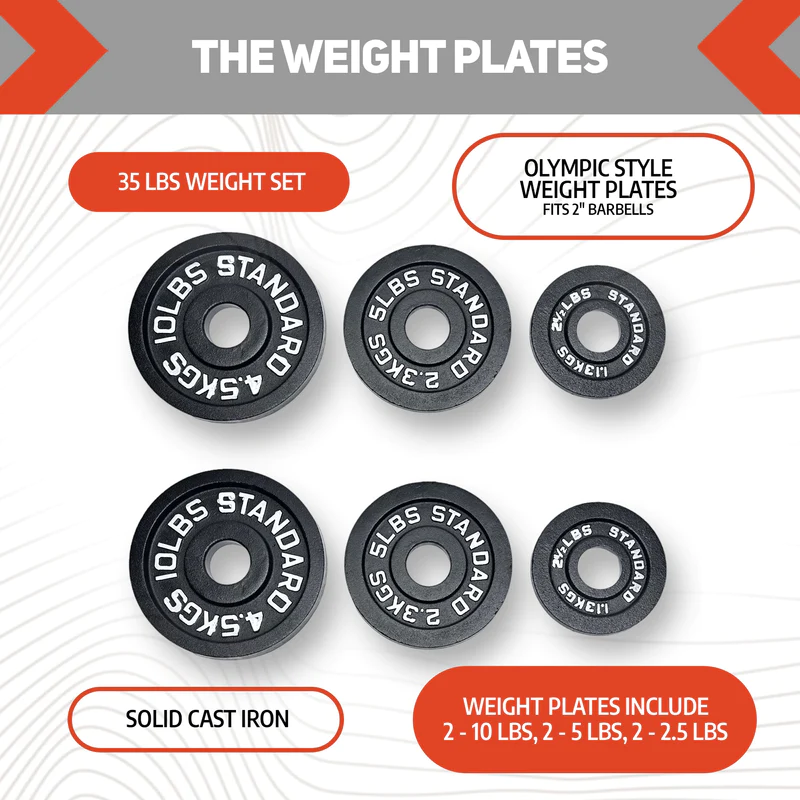 THE WEIGHT PLATES
35 LBS WEIGHT SET
OLYMPIC STYLE
WEIGHT PLATES
FITS 2" BARBELLS
10LBS STANDARD 4.5KGS
5LBS STANDARD 2.3KGS
2½LBS STANDARD 1.13KGS
10LBS STANDARD 4.5KGS
5LBS STANDARD 2.3KGS
2½LBS STANDARD 1.13KGS
SOLID CAST IRON
WEIGHT PLATES INCLUDE
2 - 10 LBS, 2 - 5 LBS, 2 - 2.5 LBS